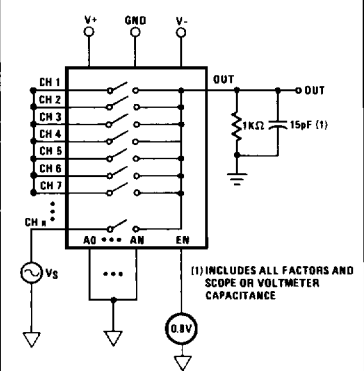 V+ GND V-
OUT
CH 1
CH 2
CH 3
CH 4
CH 5
CH 6
CH 7
CH n
OUT
1KΩ 15pF (1)
A0 AN EN
VS
0.8V
(1) INCLUDES ALL FACTORS AND
SCOPE OR VOLTMETER
CAPACITANCE